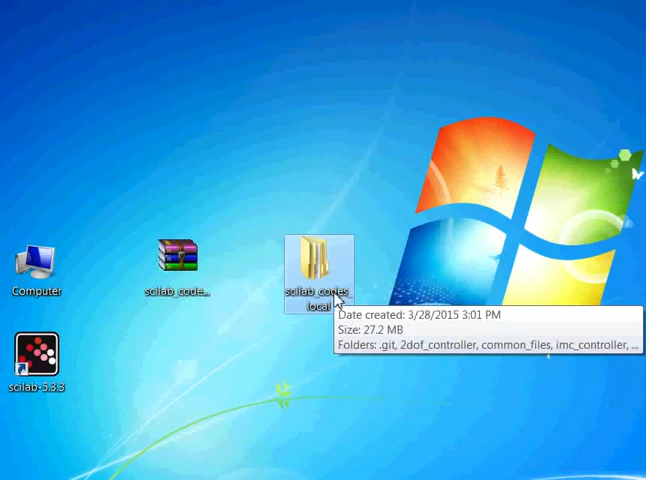 Computer
scilab_code...
scilab_codes_
local
Date created: 3/28/2015 3:01 PM
Size: 27.2 MB
Folders: .git, 2dof_controller, common_files, imc_controller, ...
scilab-5.3.3